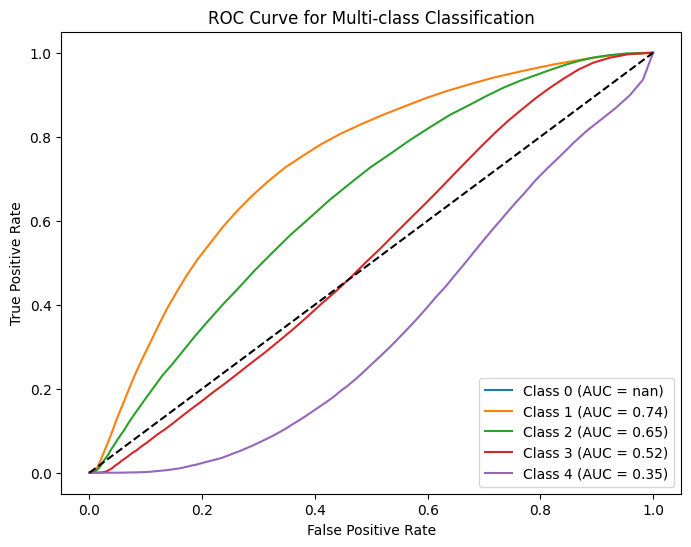 ROC Curve for Multi-class Classification
True Positive Rate
1.0
0.8
0.6
0.4
0.2
0.0
Class 0 (AUC = nan)
Class 1 (AUC = 0.74)
Class 2 (AUC = 0.65)
Class 3 (AUC = 0.52)
Class 4 (AUC = 0.35)
0.0 0.2 0.4 0.6 0.8 1.0
False Positive Rate